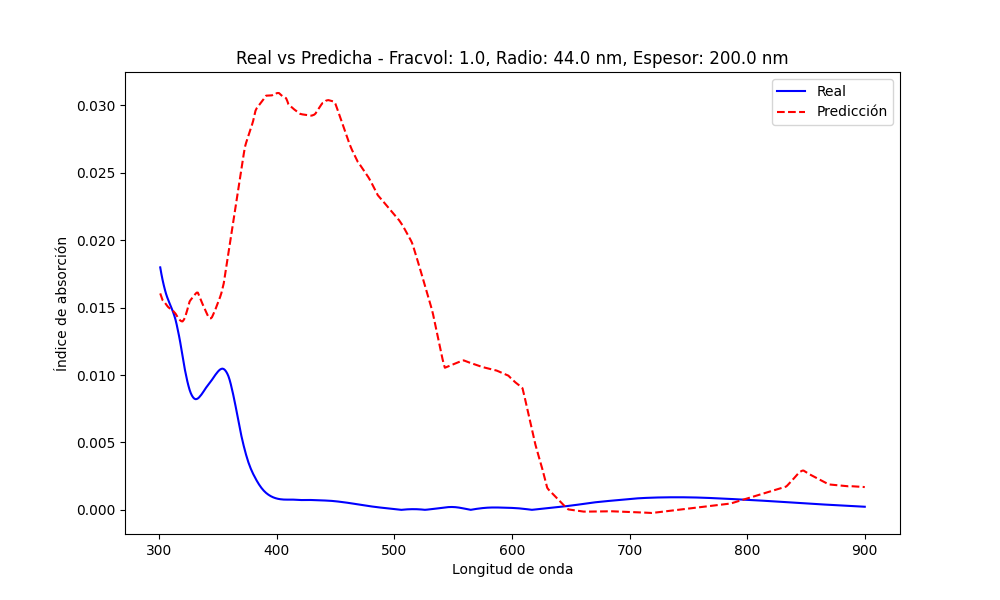 Real vs Predicha - Fracvol: 1.0, Radio: 44.0 nm, Espesor: 200.0 nm
Real
Predicción
Índice de absorción
0.030
0.025
0.020
0.015
0.010
0.005
0.000
300 400 500 600 700 800 900
Longitud de onda